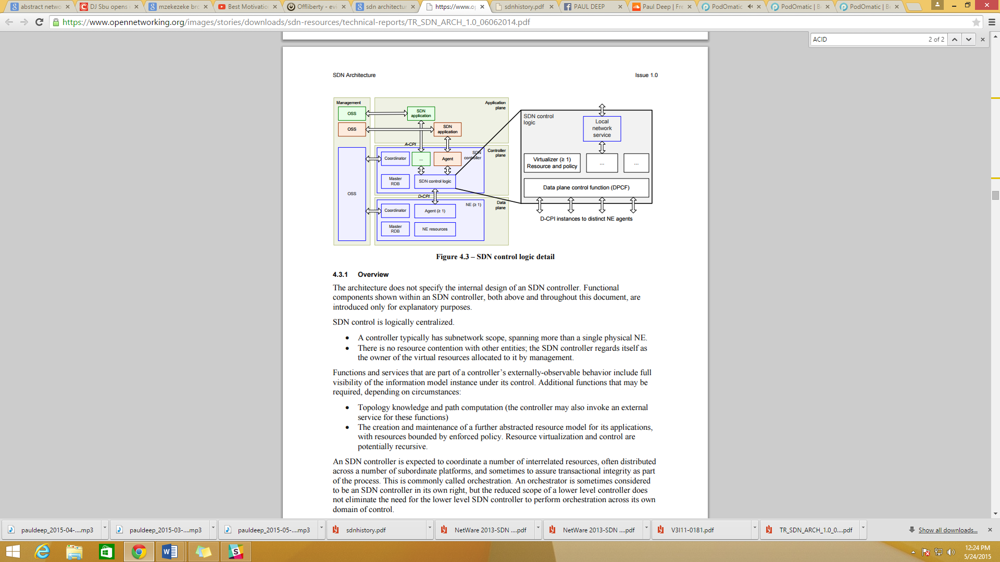 abstract netwo
DJ Sbu opens
mzekezeke bro
Best Motivatio
Offliberty - evi
sdn architectur
https://www.o
sdnhistory.pdf
PAUL DEEP
Paul Deep | Fre
PodOmatic
PodOmatic | B
PodOmatic | B
https://www.opennetworking.org/images/stories/downloads/sdn-resources/technical-reports/TR_SDN_ARCH_1.0_06062014.pdf
ACID 2 of 2
SDN Architecture Issue 1.0
Management
OSS
OSS
OSS
Application
plane
SDN
application
SDN
application
A-CPI
Controller
plane
Coordinator
...
Agent
SDN
controller
Master
RDB
SDN control logic
D-CPI
Data
plane
Coordinator
Agent (≥ 1)
NE (≥ 1)
Master
RDB
NE resources
SDN control
logic
Local
network
service
Virtualizer (≥ 1)
Resource and policy
...
...
Data plane control function (DPCF)
D-CPI instances to distinct NE agents
Figure 4.3 – SDN control logic detail
4.3.1 Overview
The architecture does not specify the internal design of an SDN controller. Functional
components shown within an SDN controller, both above and throughout this document, are
introduced only for explanatory purposes.
SDN control is logically centralized.
• A controller typically has subnetwork scope, spanning more than a single physical NE.
• There is no resource contention with other entities; the SDN controller regards itself as
the owner of the virtual resources allocated to it by management.
Functions and services that are part of a controller’s externally-observable behavior include full
visibility of the information model instance under its control. Additional functions that may be
required, depending on circumstances:
• Topology knowledge and path computation (the controller may also invoke an external
service for these functions)
• The creation and maintenance of a further abstracted resource model for its applications,
with resources bounded by enforced policy. Resource virtualization and control are
potentially recursive.
An SDN controller is expected to coordinate a number of interrelated resources, often distributed
across a number of subordinate platforms, and sometimes to assure transactional integrity as part
of the process. This is commonly called orchestration. An orchestrator is sometimes considered
to be an SDN controller in its own right, but the reduced scope of a lower level controller does
not eliminate the need for the lower level SDN controller to perform orchestration across its own
domain of control.
pauldeep_2015-04-....mp3
pauldeep_2015-03-....mp3
pauldeep_2015-05-....mp3
sdnhistory.pdf
NetWare 2013-SDN ....pdf
NetWare 2013-SDN ....pdf
V3I11-0181.pdf
TR_SDN_ARCH_1.0_0....pdf
Show all downloads...
12:24 PM
5/24/2015